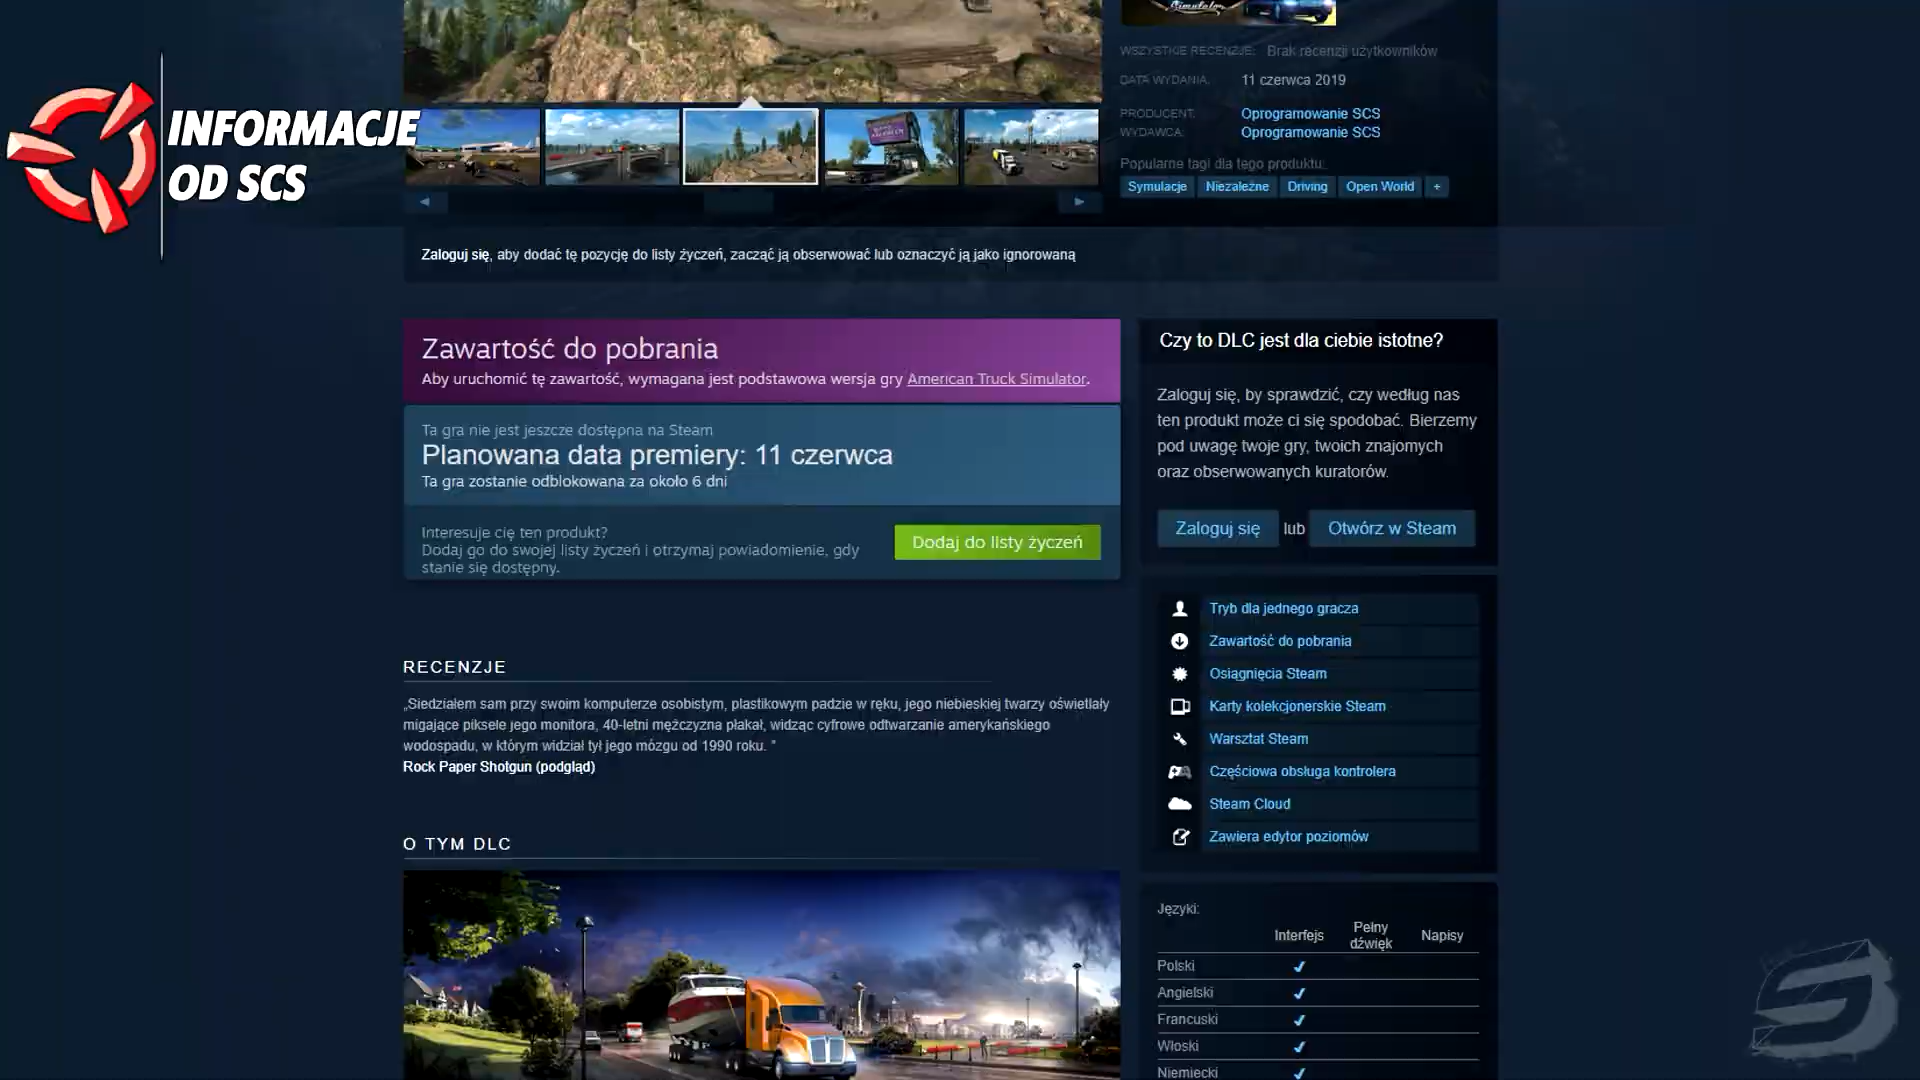 INFORMACJE
OD SCS
WSZYSTKIE RECENZJE: Brak recenzji użytkowników
DATA WYDANIA: 11 czerwca 2019
PRODUCENT: Oprogramowanie SCS
WYDAWCA: Oprogramowanie SCS
Popularne tagi dla tego produktu:
Symulacje Niezależne Driving Open World +
Zaloguj się, aby dodać tę pozycję do listy życzeń, zacząć ją obserwować lub oznaczyć ją jako ignorowaną
Zawartość do pobrania
Aby uruchomić tę zawartość, wymagana jest podstawowa wersja gry American Truck Simulator.
Ta gra nie jest jeszcze dostępna na Steam
Planowana data premiery: 11 czerwca
Ta gra zostanie odblokowana za około 6 dni
Interesuje cię ten produkt?
Dodaj go do swojej listy życzeń i otrzymaj powiadomienie, gdy
stanie się dostępny.
Dodaj do listy życzeń
RECENZJE
„Siedziałem sam przy swoim komputerze osobistym, plastikowym padzie w ręku, jego niebieskiej twarzy oświetlały
migające piksele jego monitora, 40-letni mężczyzna płakał, widząc cyfrowe odtwarzanie amerykańskiego
wodospadu, w którym widział tył jego mózgu od 1990 roku. ”
Rock Paper Shotgun (podgląd)
O TYM DLC
Czy to DLC jest dla ciebie istotne?
Zaloguj się, by sprawdzić, czy według nas
ten produkt może ci się spodobać. Bierzemy
pod uwagę twoje gry, twoich znajomych
oraz obserwowanych kuratorów.
Zaloguj się lub Otwórz w Steam
Tryb dla jednego gracza
Zawartość do pobrania
Osiągnięcia Steam
Karty kolekcjonerskie Steam
Warsztat Steam
Częściowa obsługa kontrolera
Steam Cloud
Zawiera edytor poziomów
Języki:
Interfejs Pełny dźwięk Napisy
Polski ✔
Angielski ✔
Francuski ✔
Włoski ✔
Niemiecki ✔